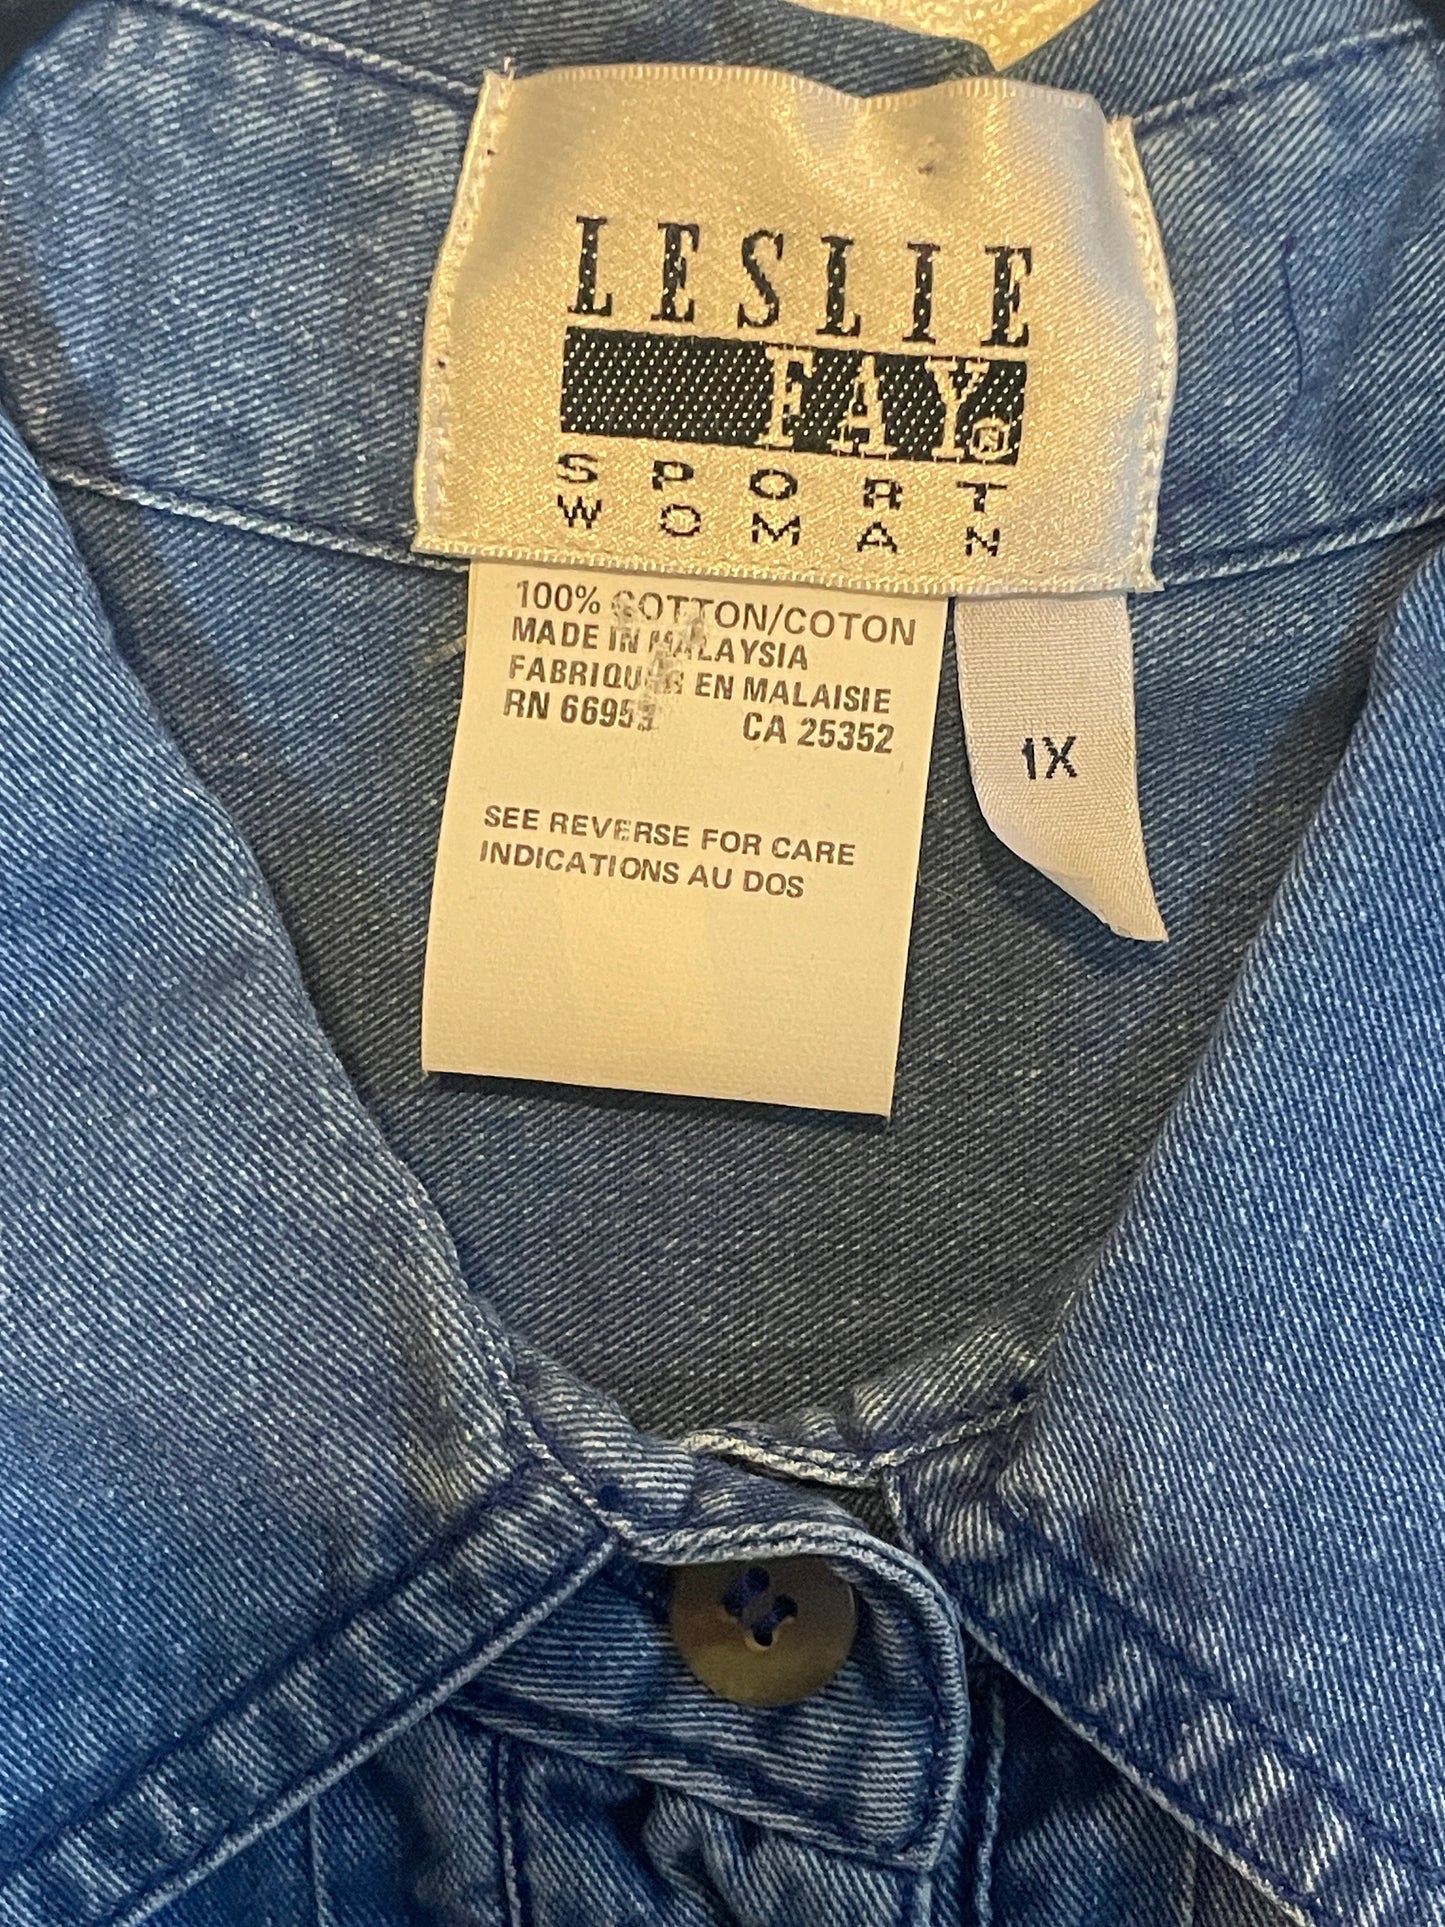 LESLIE
FAY®
SPORT
WOMAN
100% COTTON/COTON
MADE IN MALAYSIA
FABRIQUÉ EN MALAISIE
CA 25352
RN
SEE REVERSE FOR CARE
INDICATIONS AU DOS
1X